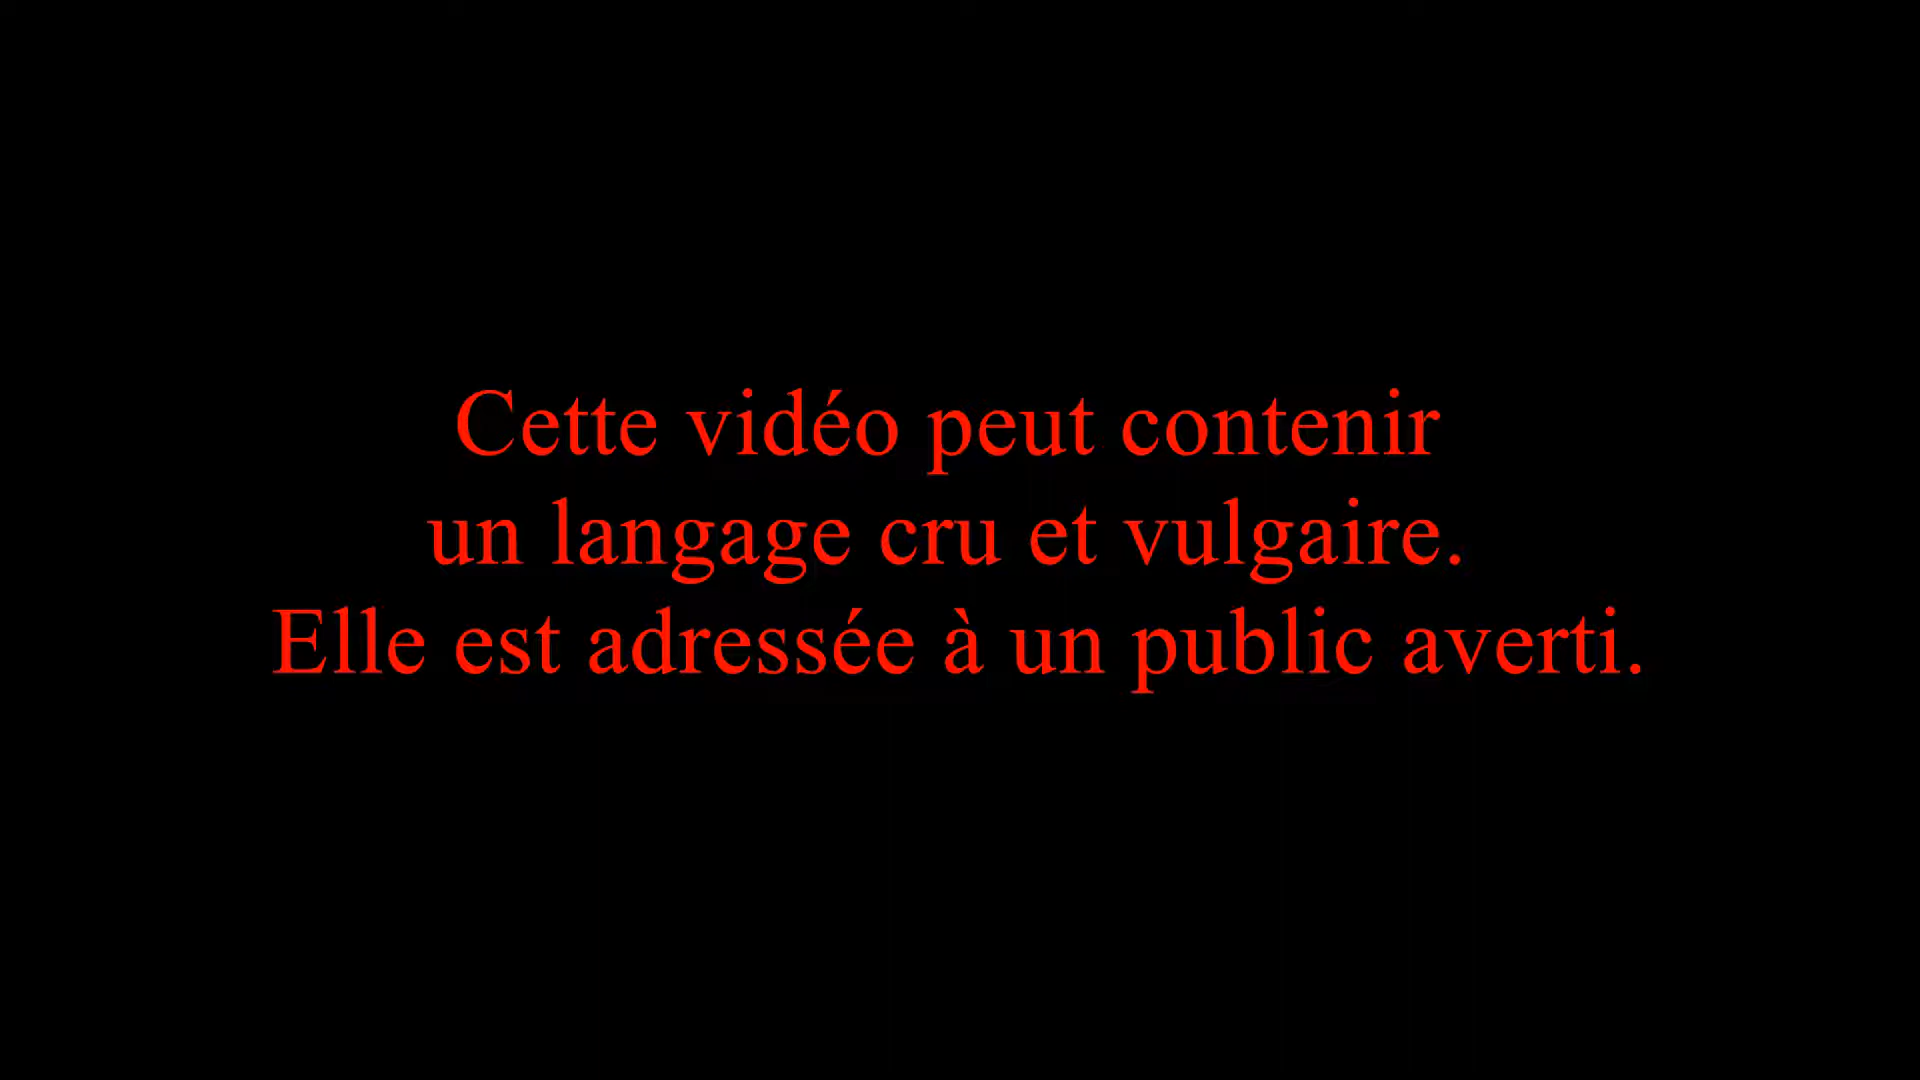 Cette vidéo peut contenir
un langage cru et vulgaire.
Elle est adressée à un public averti.